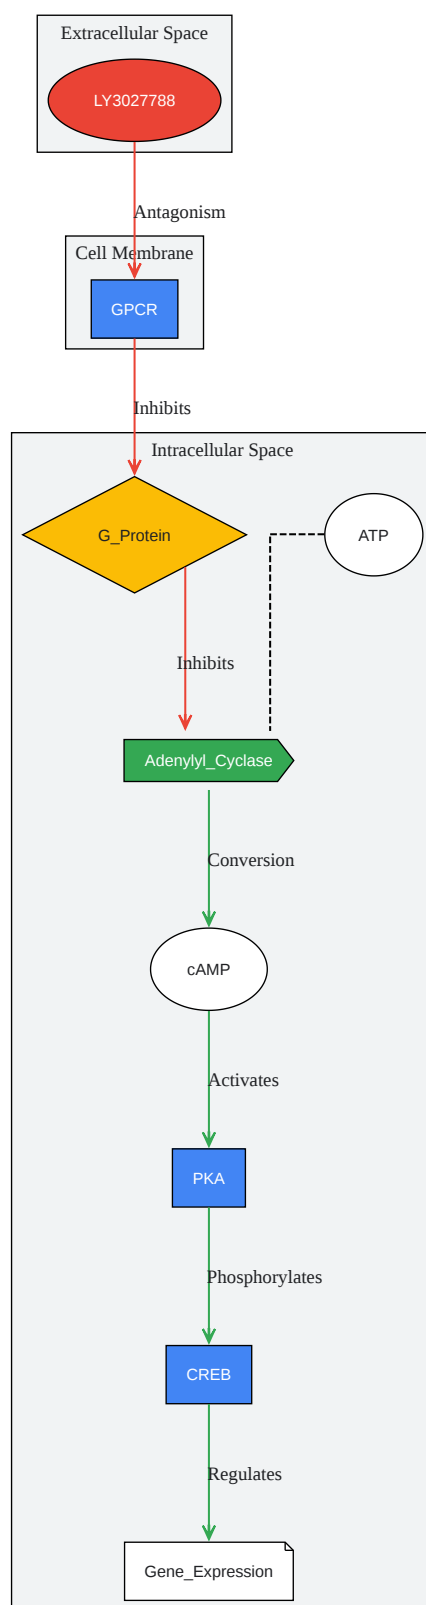 Extracellular Space
LY3027788
Antagonism
Cell Membrane
GPCR
Inhibits
Intracellular Space
G_Protein
ATP
Inhibits
Adenylyl_Cyclase
Conversion
cAMP
Activates
PKA
Phosphorylates
CREB
Regulates
Gene_Expression